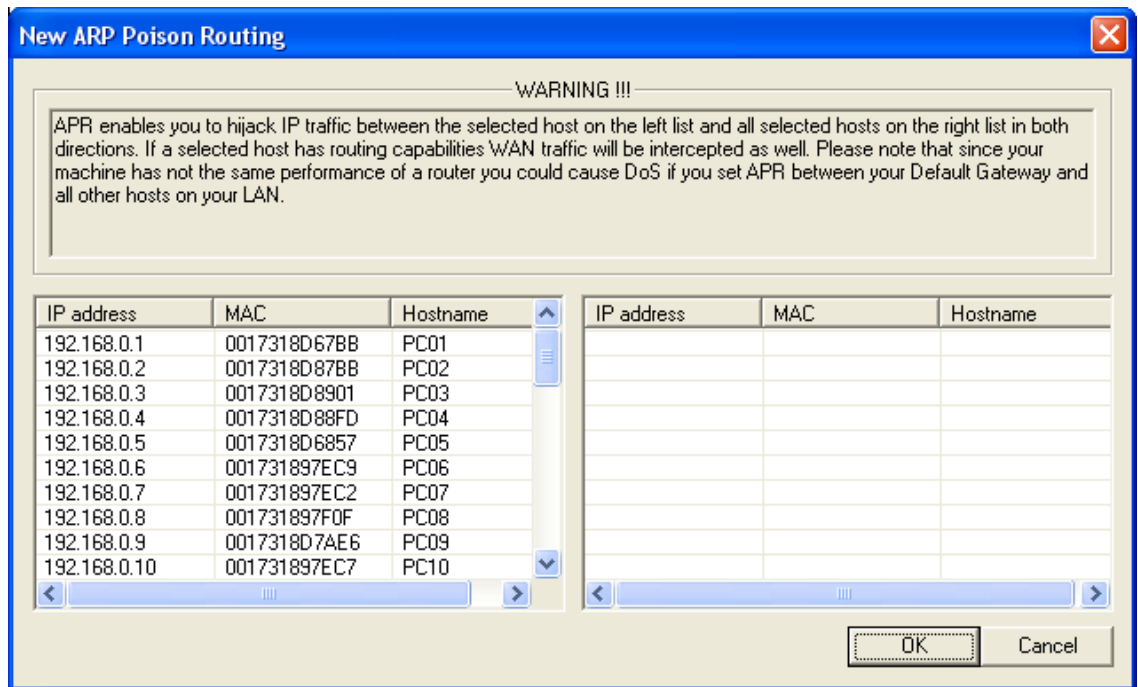 New ARP Poison Routing
WARNING !!!
APR enables you to hijack IP traffic between the selected host on the left list and all selected hosts on the right list in both
directions. If a selected host has routing capabilities WAN traffic will be intercepted as well. Please note that since your
machine has not the same performance of a router you could cause DoS if you set APR between your Default Gateway and
all other hosts on your LAN.
IP address MAC Hostname IP address MAC Hostname
192.168.0.1 0017318D67BB PC01
192.168.0.2 0017318D87BB PC02
192.168.0.3 0017318D8901 PC03
192.168.0.4 0017318D88FD PC04
192.168.0.5 0017318D6857 PC05
192.168.0.6 001731897EC9 PC06
192.168.0.7 001731897EC2 PC07
192.168.0.8 001731897F0F PC08
192.168.0.9 0017318D7AE6 PC09
192.168.0.10 001731897EC7 PC10
OK Cancel